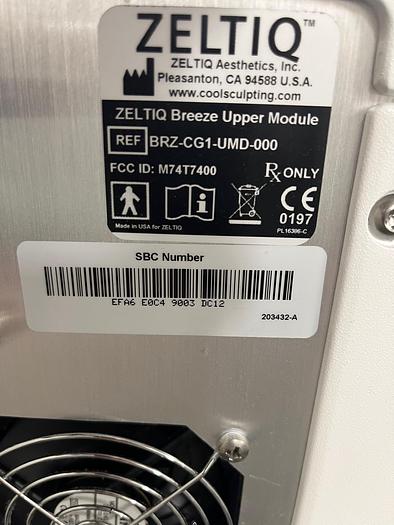 ZELTIQ™
ZELTIQ Aesthetics, Inc.
Pleasanton, CA 94588 U.S.A.
www.coolsculpting.com
ZELTIQ Breeze Upper Module
REF BRZ-CG1-UMD-000
FCC ID: M74T7400
Rx ONLY
CE
0197
Made in USA for ZELTIQ
PL16306-C
SBC Number
EFA6 E0C4 9003 DC12
203432-A